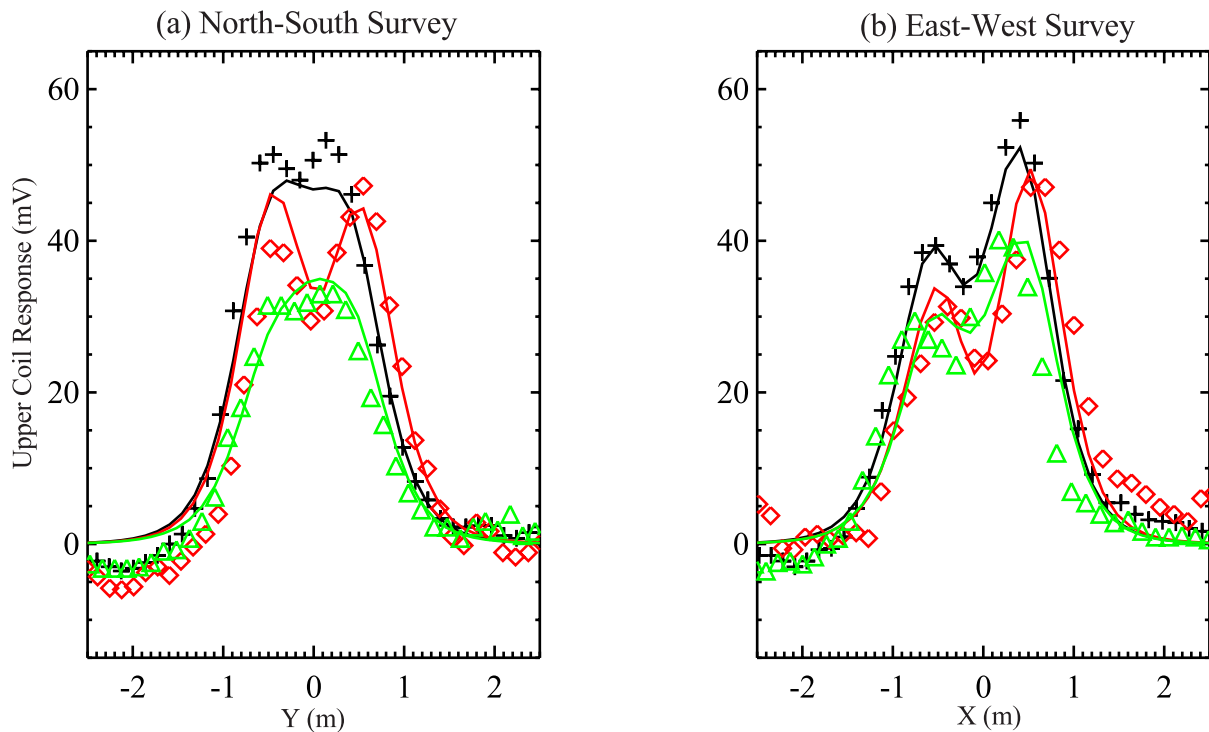 (a) North-South Survey
(b) East-West Survey
Upper Coil Response (mV)
60
40
20
0
-2 -1 0 1 2
Y (m)
60
40
20
0
-2 -1 0 1 2
X (m)